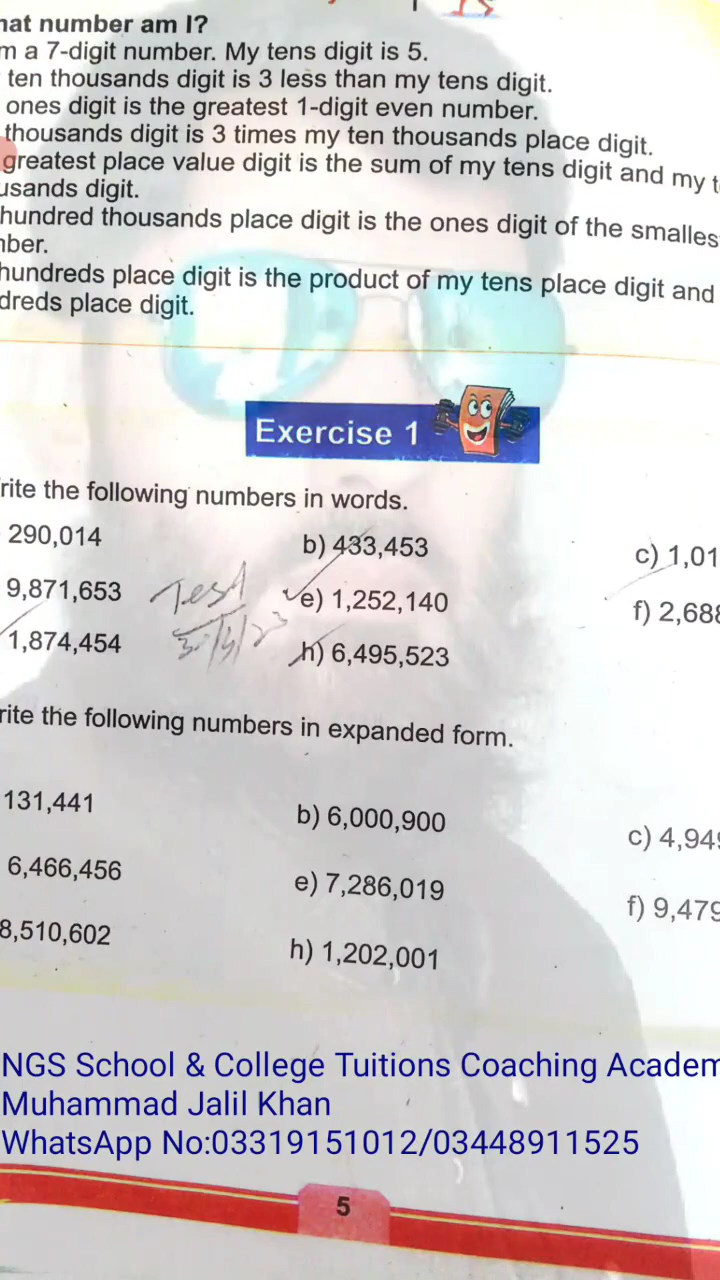 hat number am I?
m a 7-digit number. My tens digit is 5.
ten thousands digit is 3 less than my tens digit.
ones digit is the greatest 1-digit even number.
thousands digit is 3 times my ten thousands place digit.
greatest place value digit is the sum of my tens digit and my t
usands digit.
hundred thousands place digit is the ones digit of the smalles
nber.
hundreds place digit is the product of my tens place digit and
dreds place digit.
Exercise 1
rite the following numbers in words.
290,014 b) 433,453 c) 1,01
9,871,653 Test e) 1,252,140 f) 2,688
1,874,454 h) 6,495,523
rite the following numbers in expanded form.
131,441 b) 6,000,900 c) 4,949
6,466,456 e) 7,286,019 f) 9,479
8,510,602 h) 1,202,001
NGS School & College Tuitions Coaching Academ
Muhammad Jalil Khan
WhatsApp No:03319151012/03448911525
5